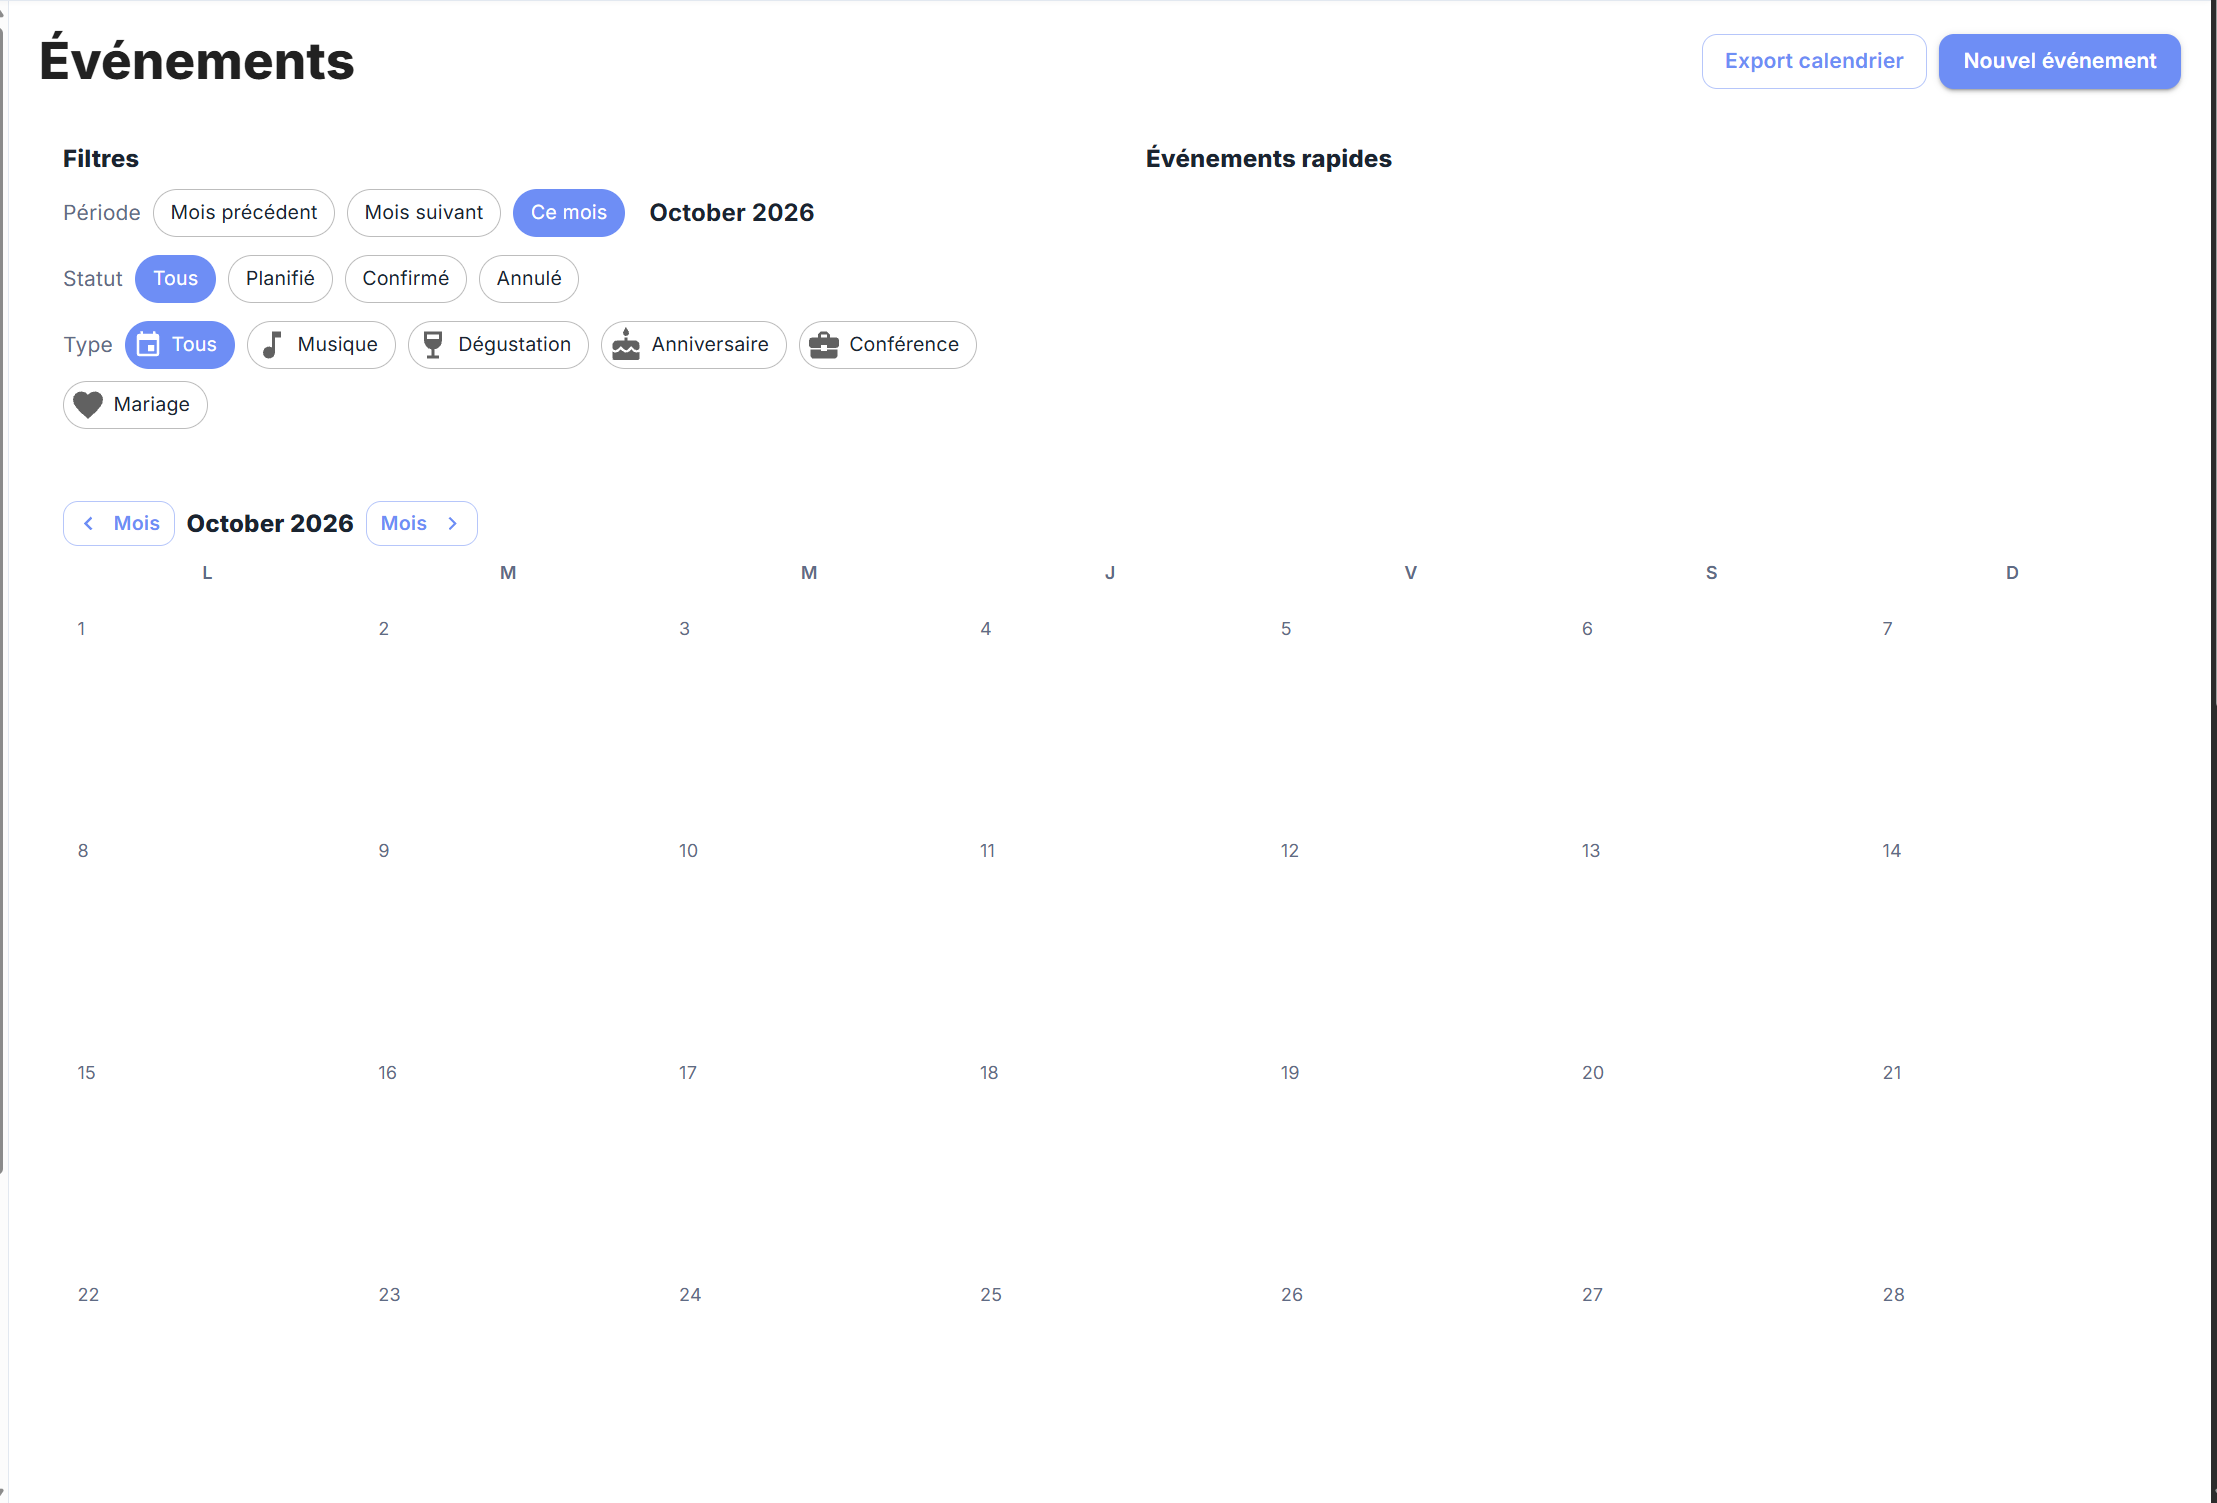 Événements
Export calendrier
Nouvel événement
Filtres
Période Mois précédent Mois suivant Ce mois October 2026
Statut Tous Planifié Confirmé Annulé
Type Tous Musique Dégustation Anniversaire Conférence
Mariage
Événements rapides
Mois October 2026 Mois
L M M J V S D
1 2 3 4 5 6 7
8 9 10 11 12 13 14
15 16 17 18 19 20 21
22 23 24 25 26 27 28